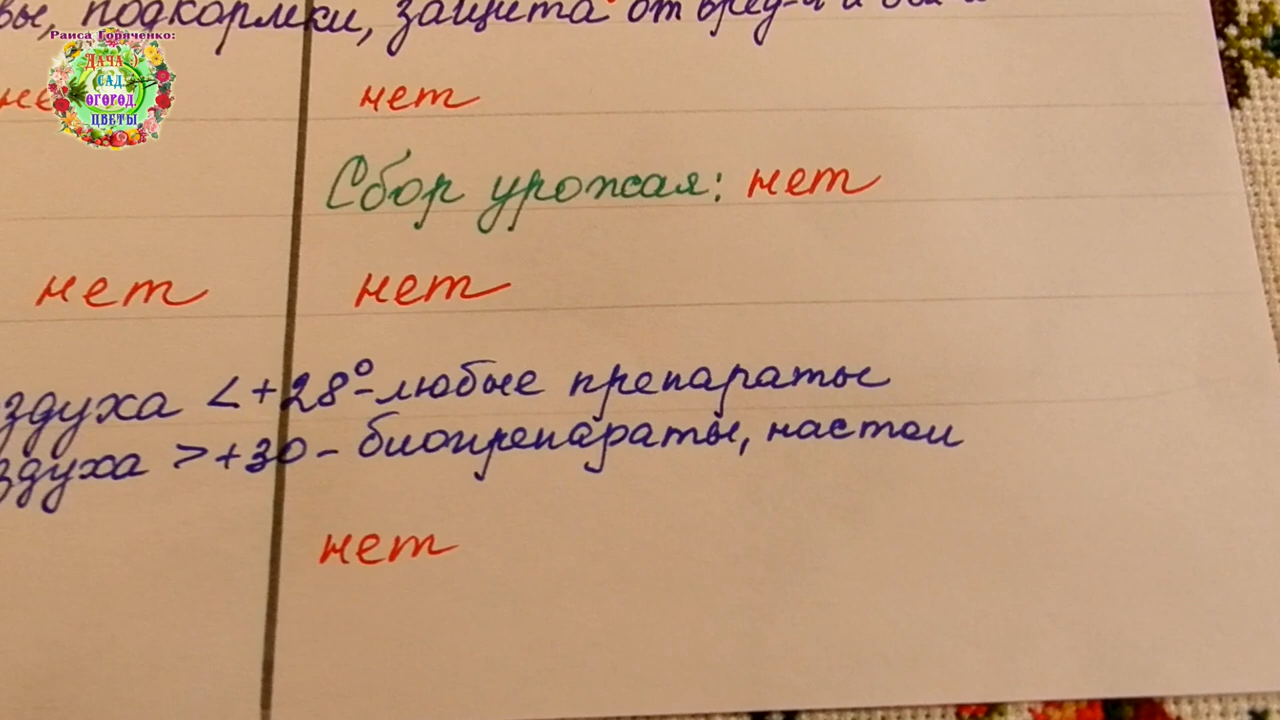 подкормки, защита от вред-й и
Раиса Горяченко:
Дача :)
сад,
огород,
цветы
нет
Сбор урожая: нет
нет нет
здуха < +28° - любые препараты
здуха > +30 - биопрепараты, настои
нет